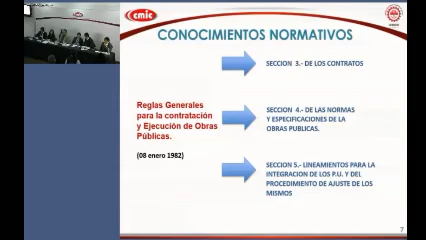 cmic
CONOCIMIENTOS NORMATIVOS
SECCION 3.- DE LOS CONTRATOS
Reglas Generales
para la contratación
y Ejecución de Obras
Públicas.
(08 enero 1982)
SECCION 4.- DE LAS NORMAS
Y ESPECIFICACIONES DE LA
OBRAS PUBLICAS.
SECCION 5.- LINEAMIENTOS PARA LA
INTEGRACION DE LOS P.U. Y DEL
PROCEDIMIENTO DE AJUSTE DE LOS
MISMOS
7